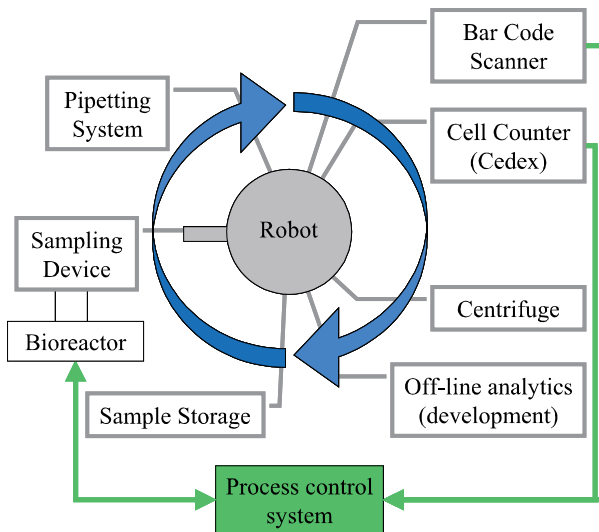 Bar Code
Scanner
Pipetting
System
Cell Counter
(Cedex)
Robot
Sampling
Device
Centrifuge
Bioreactor
Off-line analytics
(development)
Sample Storage
Process control
system